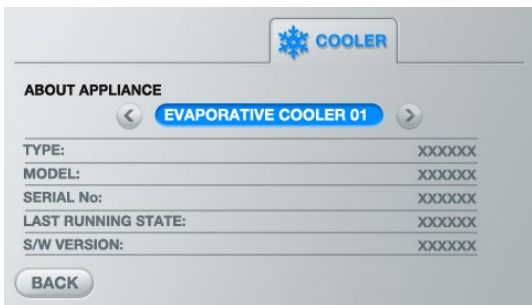 COOLER
ABOUT APPLIANCE
EVAPORATIVE COOLER 01
TYPE: XXXXXX
MODEL: XXXXXX
SERIAL No: XXXXXX
LAST RUNNING STATE: XXXXXX
S/W VERSION: XXXXXX
BACK